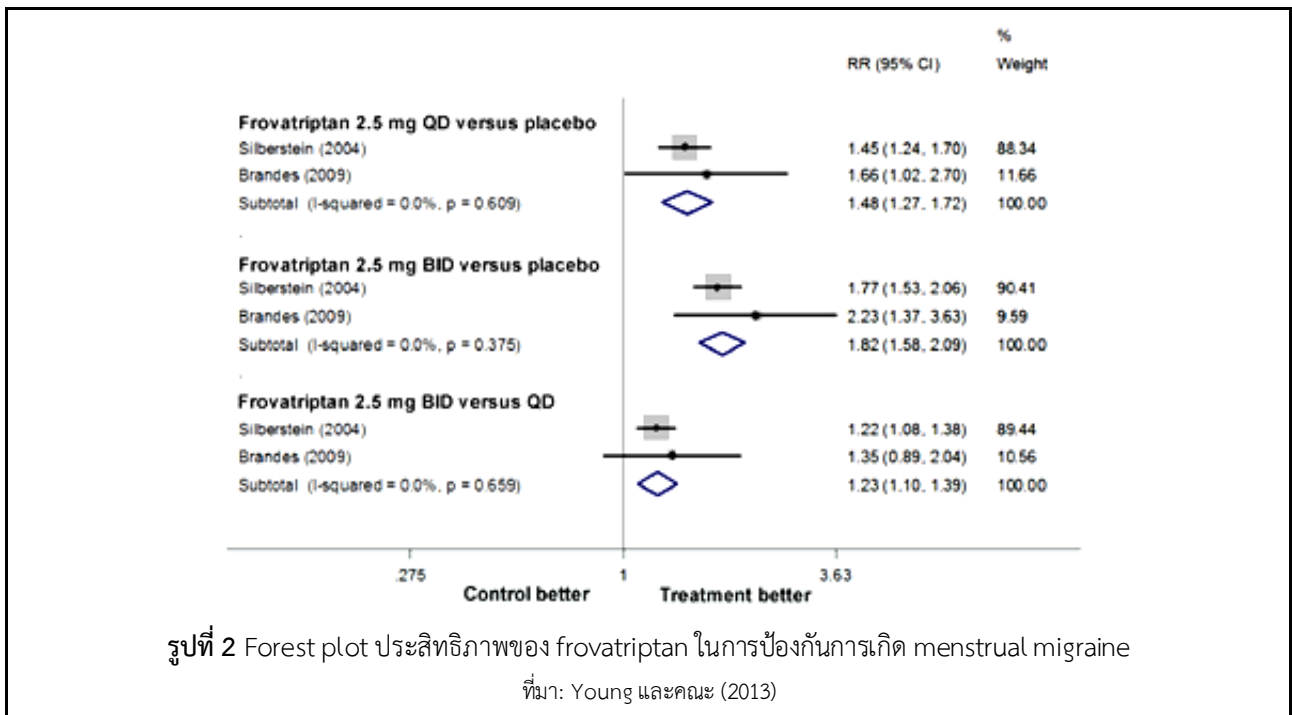 %
RR (95% CI) Weight
Frovatriptan 2.5 mg QD versus placebo
Silberstein (2004) 1.45 (1.24, 1.70) 88.34
Brandes (2009) 1.66 (1.02, 2.70) 11.66
Subtotal (I-squared = 0.0%, p = 0.609) 1.48 (1.27, 1.72) 100.00
.
Frovatriptan 2.5 mg BID versus placebo
Silberstein (2004) 1.77 (1.53, 2.06) 90.41
Brandes (2009) 2.23 (1.37, 3.63) 9.59
Subtotal (I-squared = 0.0%, p = 0.375) 1.82 (1.58, 2.09) 100.00
.
Frovatriptan 2.5 mg BID versus QD
Silberstein (2004) 1.22 (1.08, 1.38) 89.44
Brandes (2009) 1.35 (0.89, 2.04) 10.56
Subtotal (I-squared = 0.0%, p = 0.659) 1.23 (1.10, 1.39) 100.00
.275 1 3.63
Control better Treatment better
รูปที่ 2 Forest plot ประสิทธิภาพของ frovatriptan ในการป้องกันการเกิด menstrual migraine
ที่มา: Young และคณะ (2013)